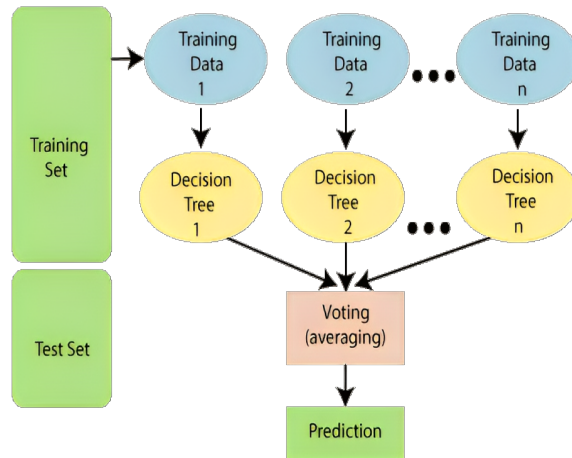 Training
Set
Test Set
Training
Data
1
Training
Data
2
Training
Data
n
Decision
Tree
1
Decision
Tree
2
Decision
Tree
n
Voting
(averaging)
Prediction